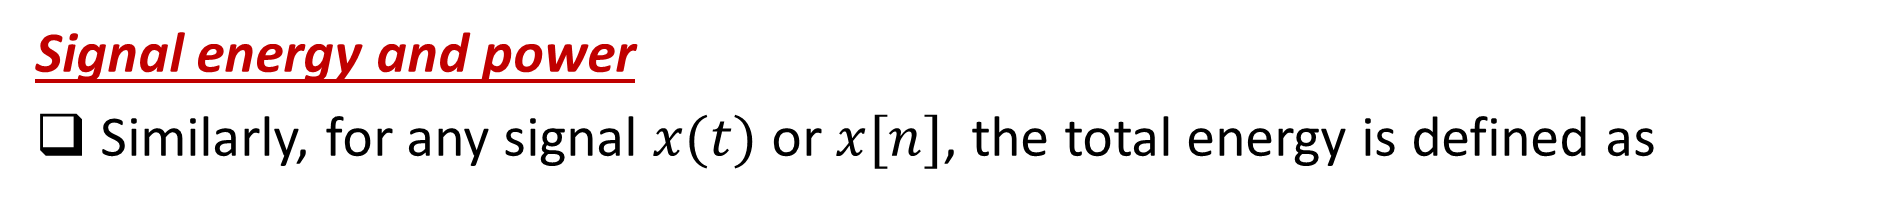 Signal energy and power
❑ Similarly, for any signal x(t) or x[n], the total energy is defined as